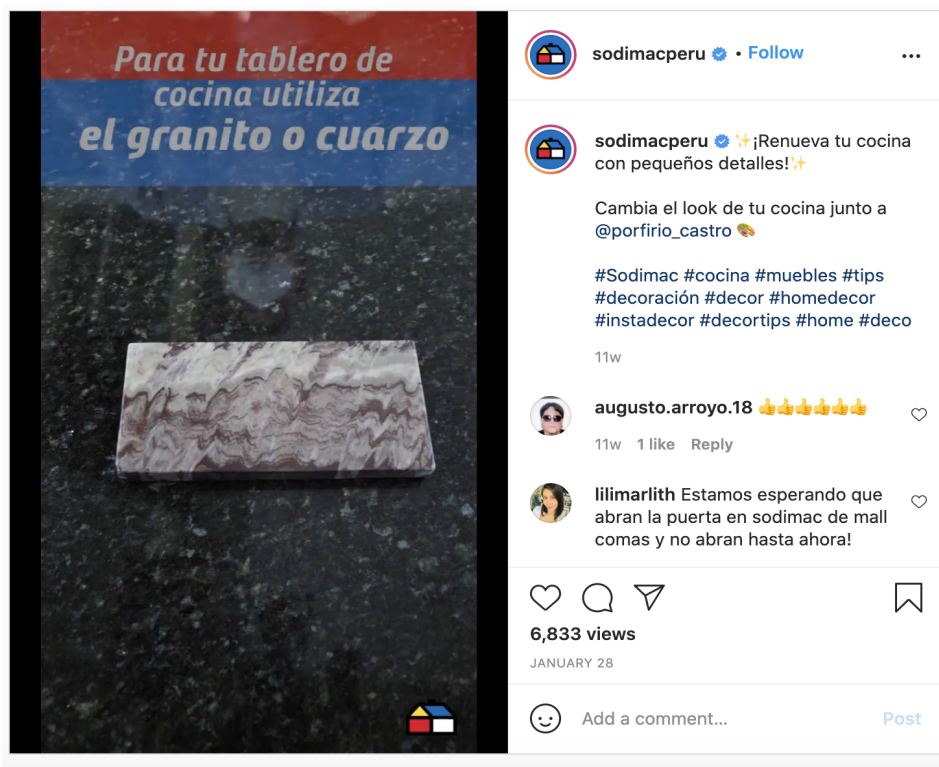 Para tu tablero de
cocina utiliza
el granito o cuarzo
sodimacperu • Follow
sodimacperu ✨¡Renueva tu cocina
con pequeños detalles!✨
Cambia el look de tu cocina junto a
@porfirio_castro 🎨
#Sodimac #cocina #muebles #tips
#decoración #decor #homedecor
#instadecor #decortips #home #deco
11w
augusto.arroyo.18 👍👍👍👍👍👍
11w 1 like Reply
lilimarlith Estamos esperando que
abran la puerta en sodimac de mall
comas y no abran hasta ahora!
6,833 views
JANUARY 28
Add a comment... Post